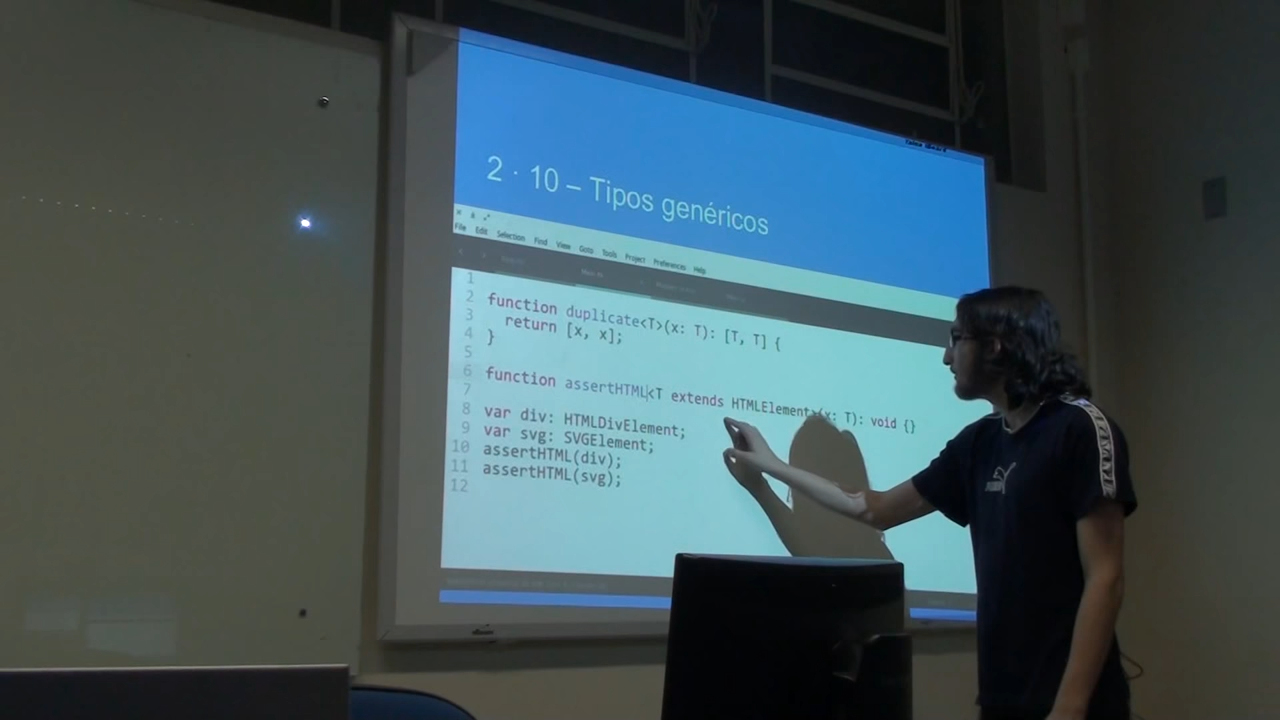 2 · 10 – Tipos genéricos
File Edit Selection Find View Goto Tools Project Preferences Help
1
2 function duplicate<T>(x: T): [T, T] {
3 return [x, x];
4 }
5
6 function assertHTML<T extends HTMLElement>(x: T): void {}
7
8 var div: HTMLDivElement;
9 var svg: SVGElement;
10 assertHTML(div);
11 assertHTML(svg);
12
PUMA